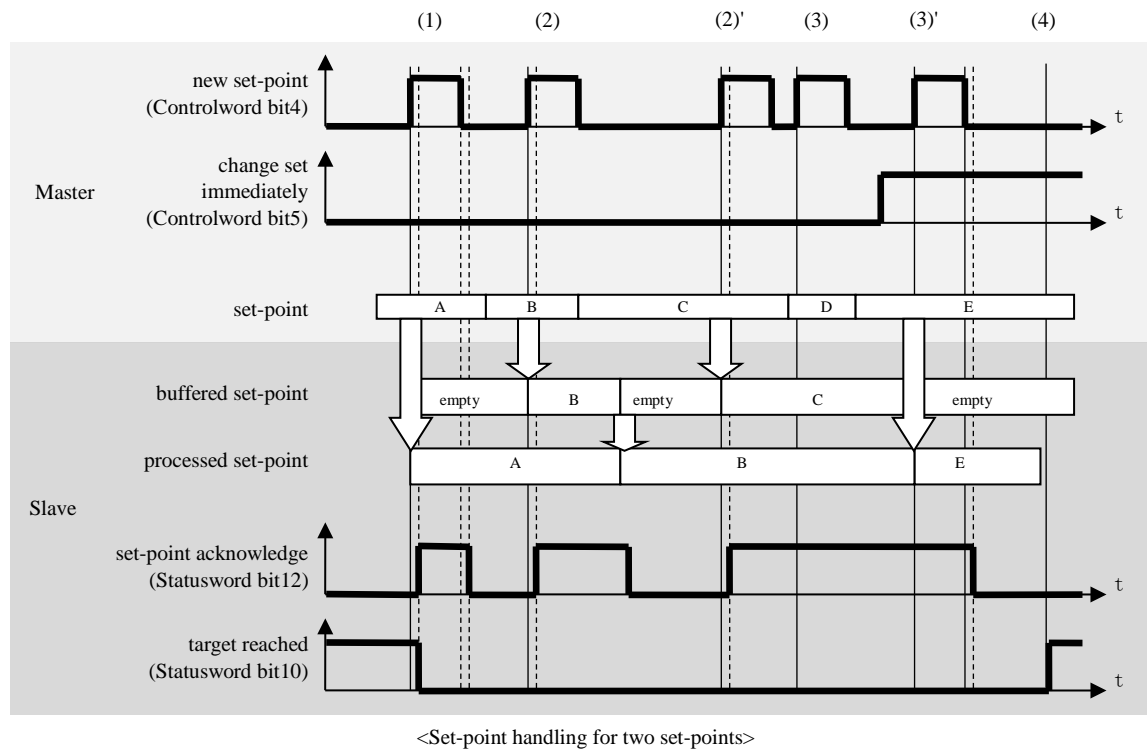 (1) (2) (2)' (3) (3)' (4)
new set-point
(Controlword bit4)
t
change set
immediately
(Controlword bit5)
t
Master
set-point
A B C D E
buffered set-point
empty B empty C empty
processed set-point
A B E
Slave
set-point acknowledge
(Statusword bit12)
t
target reached
(Statusword bit10)
t
<Set-point handling for two set-points>